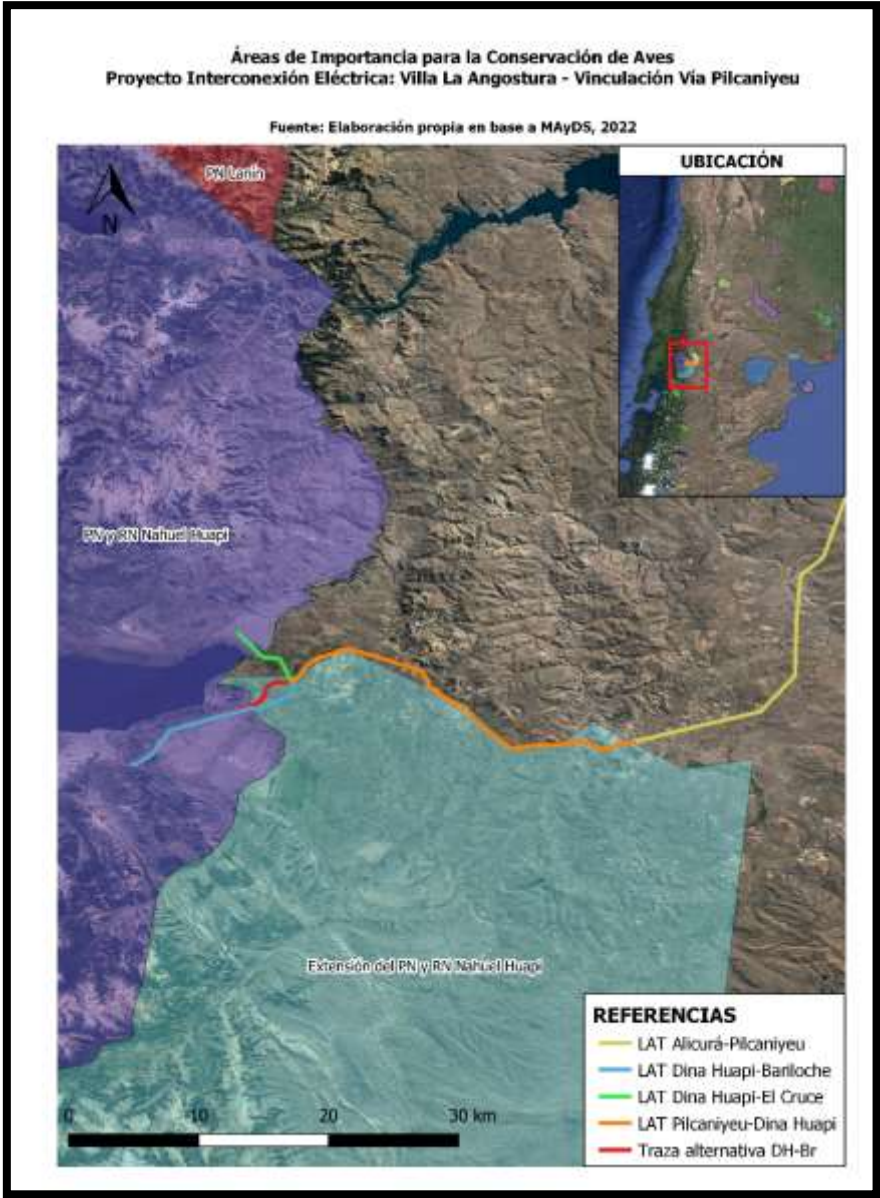 Áreas de Importancia para la Conservación de Aves
Proyecto Interconexión Eléctrica: Villa La Angostura - Vinculación Vía Pilcaniyeu
Fuente: Elaboración propia en base a MAyDS, 2022
UBICACIÓN
PN Lanín
N
PN y RN Nahuel Huapi
Extensión del PN y RN Nahuel Huapi
REFERENCIAS
LAT Alicurá-Pilcaniyeu
LAT Dina Huapi-Bariloche
LAT Dina Huapi-El Cruce
LAT Pilcaniyeu-Dina Huapi
Traza alternativa DH-Br
0 10 20 30 km